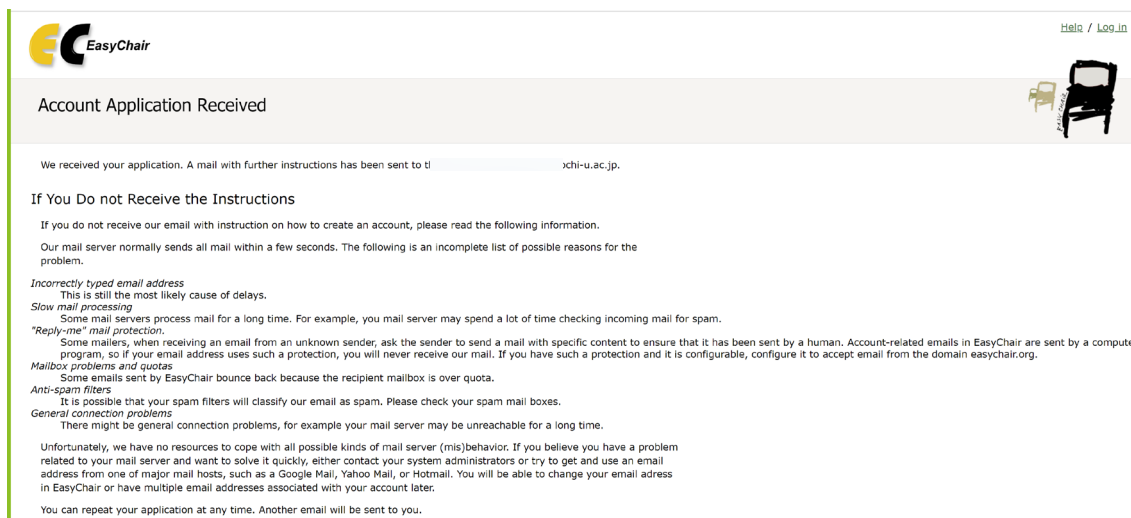 Help / Log in
EC EasyChair
Account Application Received
easy chair
We received your application. A mail with further instructions has been sent to chi-u.ac.jp.
If You Do not Receive the Instructions
If you do not receive our email with instruction on how to create an account, please read the following information.
Our mail server normally sends all mail within a few seconds. The following is an incomplete list of possible reasons for the
problem.
Incorrectly typed email address
This is still the most likely cause of delays.
Slow mail processing
Some mail servers process mail for a long time. For example, you mail server may spend a lot of time checking incoming mail for spam.
"Reply-me" mail protection.
Some mailers, when receiving an email from an unknown sender, ask the sender to send a mail with specific content to ensure that it has been sent by a human. Account-related emails in EasyChair are sent by a compute
program, so if your email address uses such a protection, you will never receive our mail. If you have such a protection and it is configurable, configure it to accept email from the domain easychair.org.
Mailbox problems and quotas
Some emails sent by EasyChair bounce back because the recipient mailbox is over quota.
Anti-spam filters
It is possible that your spam filters will classify our email as spam. Please check your spam mail boxes.
General connection problems
There might be general connection problems, for example your mail server may be unreachable for a long time.
Unfortunately, we have no resources to cope with all possible kinds of mail server (mis)behavior. If you believe you have a problem
related to your mail server and want to solve it quickly, either contact your system administrators or try to get and use an email
address from one of major mail hosts, such as a Google Mail, Yahoo Mail, or Hotmail. You will be able to change your email adress
in EasyChair or have multiple email addresses associated with your account later.
You can repeat your application at any time. Another email will be sent to you.